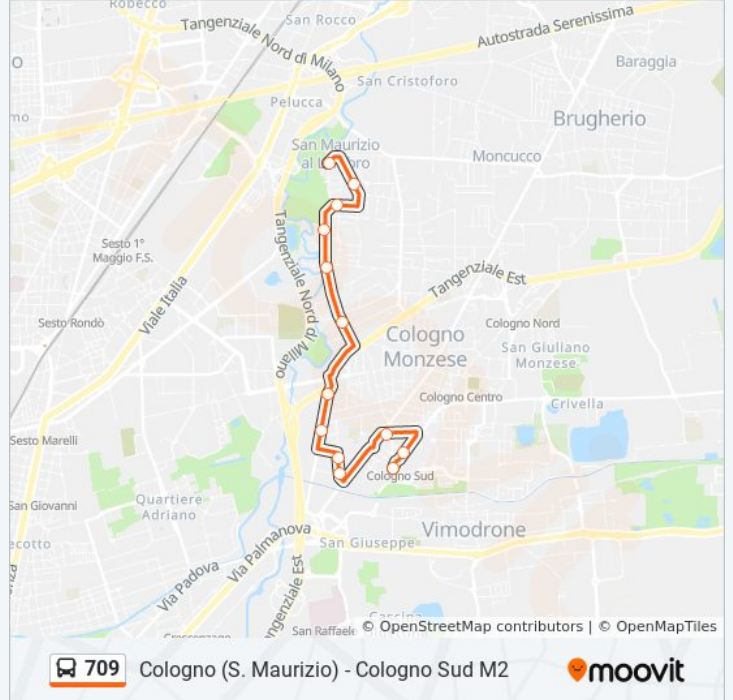 Robecco
San Rocco
Tangenziale Nord di Milano
Autostrada Serenissima
San Cristoforo
Baraggia
Pelucca
Brugherio
San Maurizio
al
Moncucco
Tangenziale Nord di Milano
Sesto 1°
Maggio F.S.
Viale Italia
Tangenziale Est
Sesto Rondò
Cologno
Monzese
Cologno Nord
San Giuliano
Monzese
Cologno Centro
Crivella
Sesto Marelli
Cologno Sud
San Giovanni
Quartiere
Adriano
Vimodrone
San Giuseppe
Via Palmanova
Via Padova
San Raffaele
© OpenStreetMap contributors | © OpenMapTiles
709 Cologno (S. Maurizio) - Cologno Sud M2
moovit